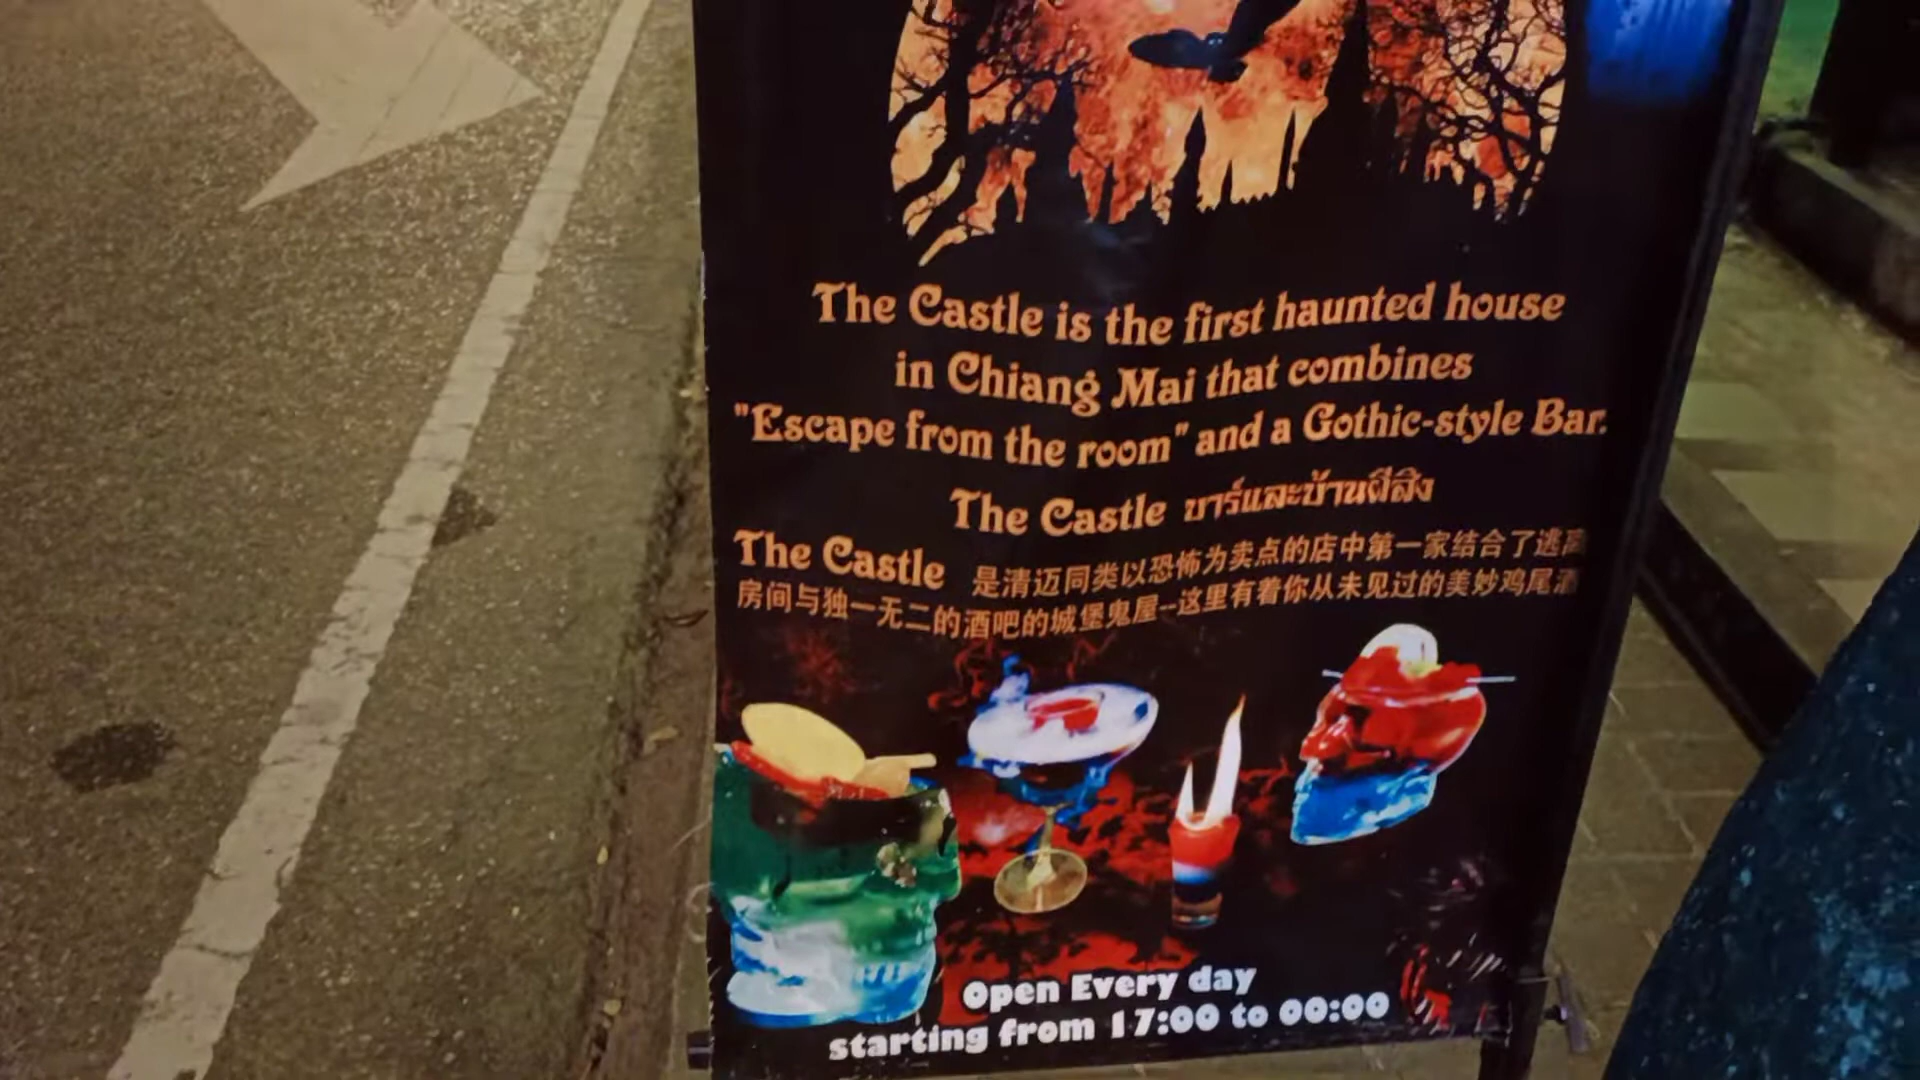 The Castle is the first haunted house
in Chiang Mai that combines
"Escape from the room" and a Gothic-style Bar.
The Castle บาร์และบ้านผีสิง
The Castle 是清迈同类以恐怖为卖点的店中第一家结合了逃离
房间与独一无二的酒吧的城堡鬼屋--这里有着你从未见过的美妙鸡尾酒
Open Every day
starting from 17:00 to 00:00